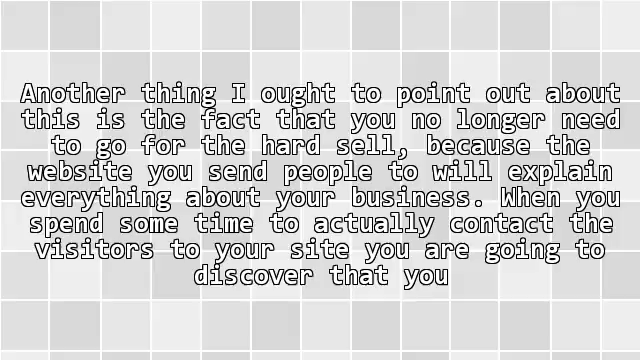 Another thing I ought to point out about
this is the fact that you no longer need
to go for the hard sell, because the
website you send people to will explain
everything about your business. When you
spend some time to actually contact the
visitors to your site you are going to
discover that you